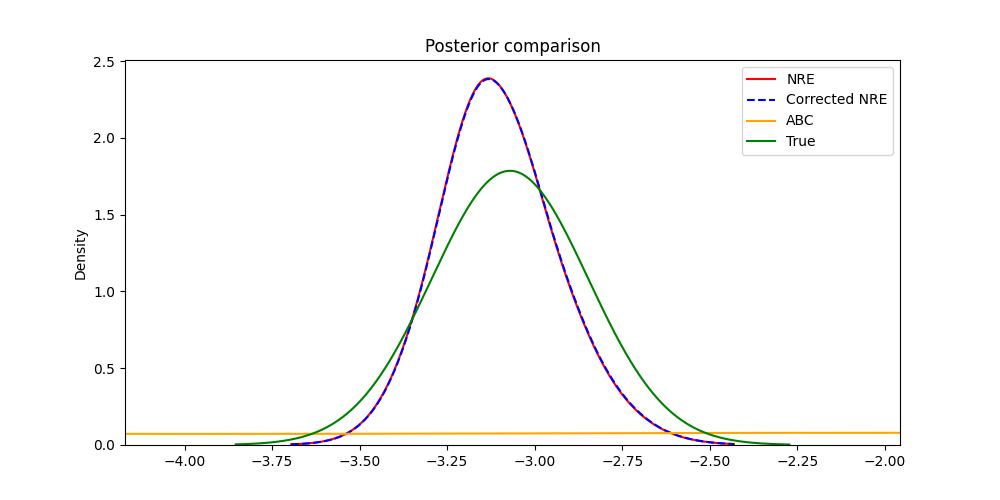 Posterior comparison
Density
2.5
2.0
1.5
1.0
0.5
0.0
−4.00 −3.75 −3.50 −3.25 −3.00 −2.75 −2.50 −2.25 −2.00
NRE
Corrected NRE
ABC
True